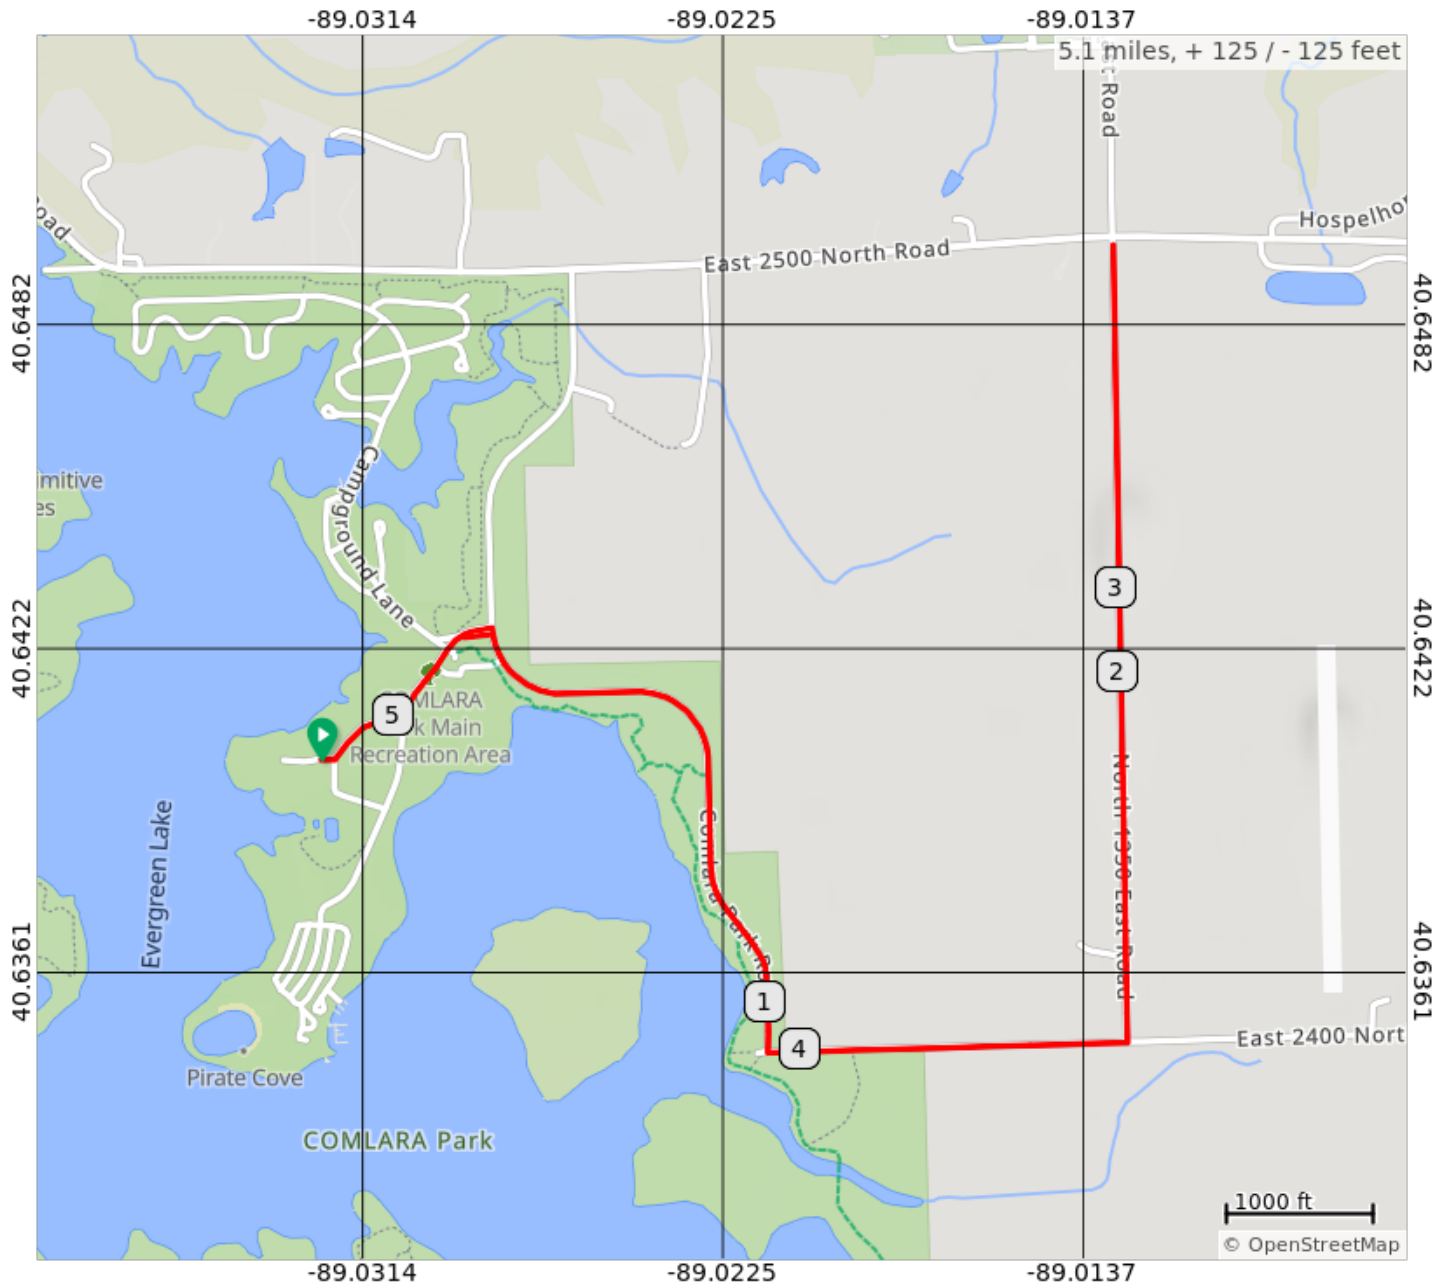 -89.0314
-89.0225
-89.0137
5.1 miles, + 125 / - 125 feet
Road
East 2500 North Road
Hospelho
40.6482
40.6482
Campground Lane
3
2
40.6422
40.6422
5
Recreation Area
Main
North 1350 East Road
Comlara Park
Evergreen Lake
40.6361
40.6361
1
4
East 2400 Nort
Pirate Cove
COMLARA Park
1000 ft
© OpenStreetMap
-89.0314
-89.0225
-89.0137